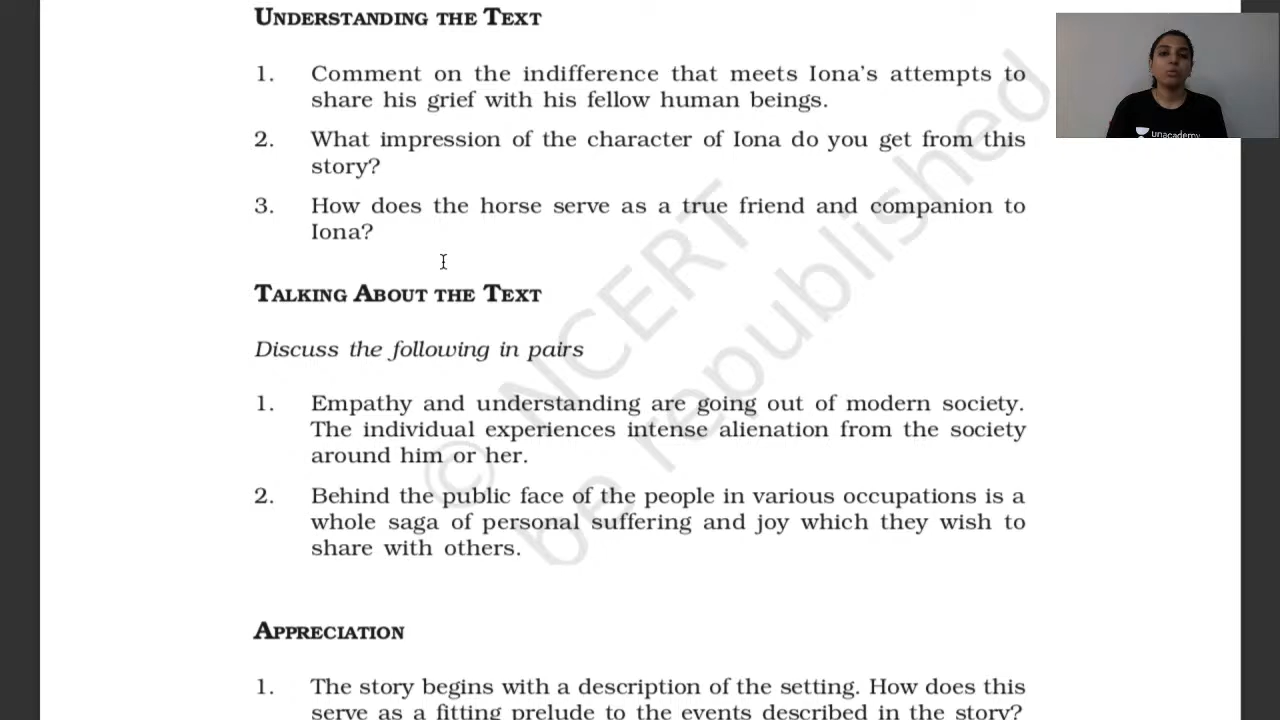 UNDERSTANDING THE TEXT
1. Comment on the indifference that meets Iona's attempts to
share his grief with his fellow human beings.
2. What impression of the character of Iona do you get from this
story?
3. How does the horse serve as a true friend and companion to
Iona?
TALKING ABOUT THE TEXT
Discuss the following in pairs
1. Empathy and understanding are going out of modern society.
The individual experiences intense alienation from the society
around him or her.
2. Behind the public face of the people in various occupations is a
whole saga of personal suffering and joy which they wish to
share with others.
APPRECIATION
1. The story begins with a description of the setting. How does this
serve as a fitting prelude to the events described in the story?
© NCERT
be republished
unacademy